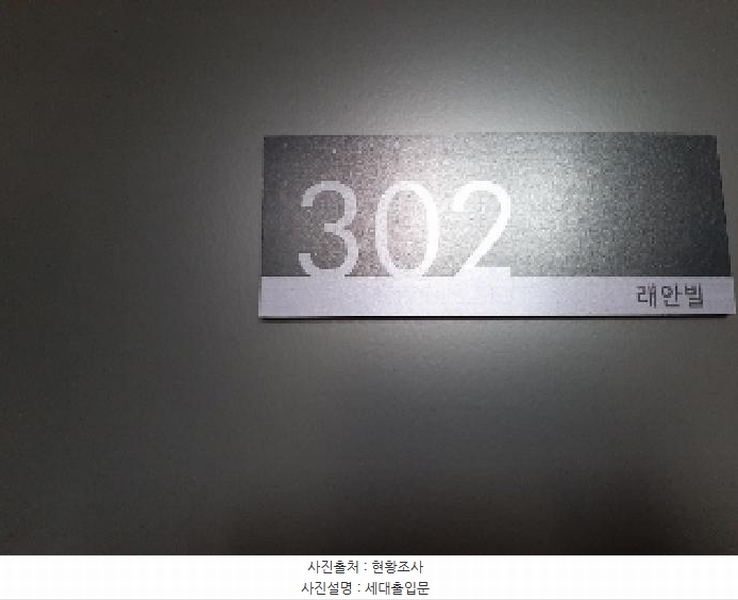 302
래안빌
사진출처 : 현황조사
사진설명 : 세대출입문